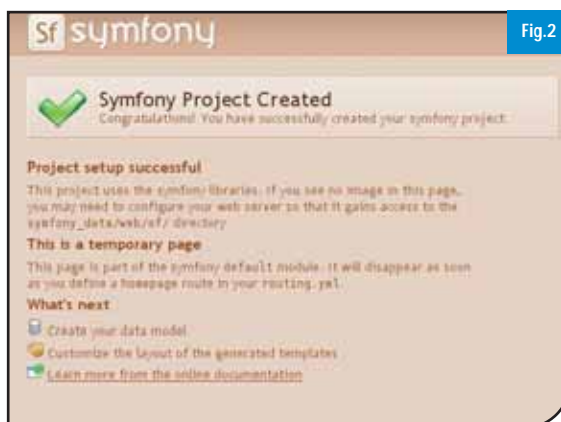 Sf symfony
Fig.2
Symfony Project Created
Congratulations! You have successfully created your symfony project.
Project setup successful
This project uses the symfony libraries. If you see no image in this page,
you may need to configure your web server so that it gains access to the
symfony_data/web/sf/ directory
This is a temporary page
This page is part of the symfony default module. It will disappear as soon
as you define a homepage route in your routing.yml
What's next
Create your data model
Customize the layout of the generated templates
Learn more from the online documentation